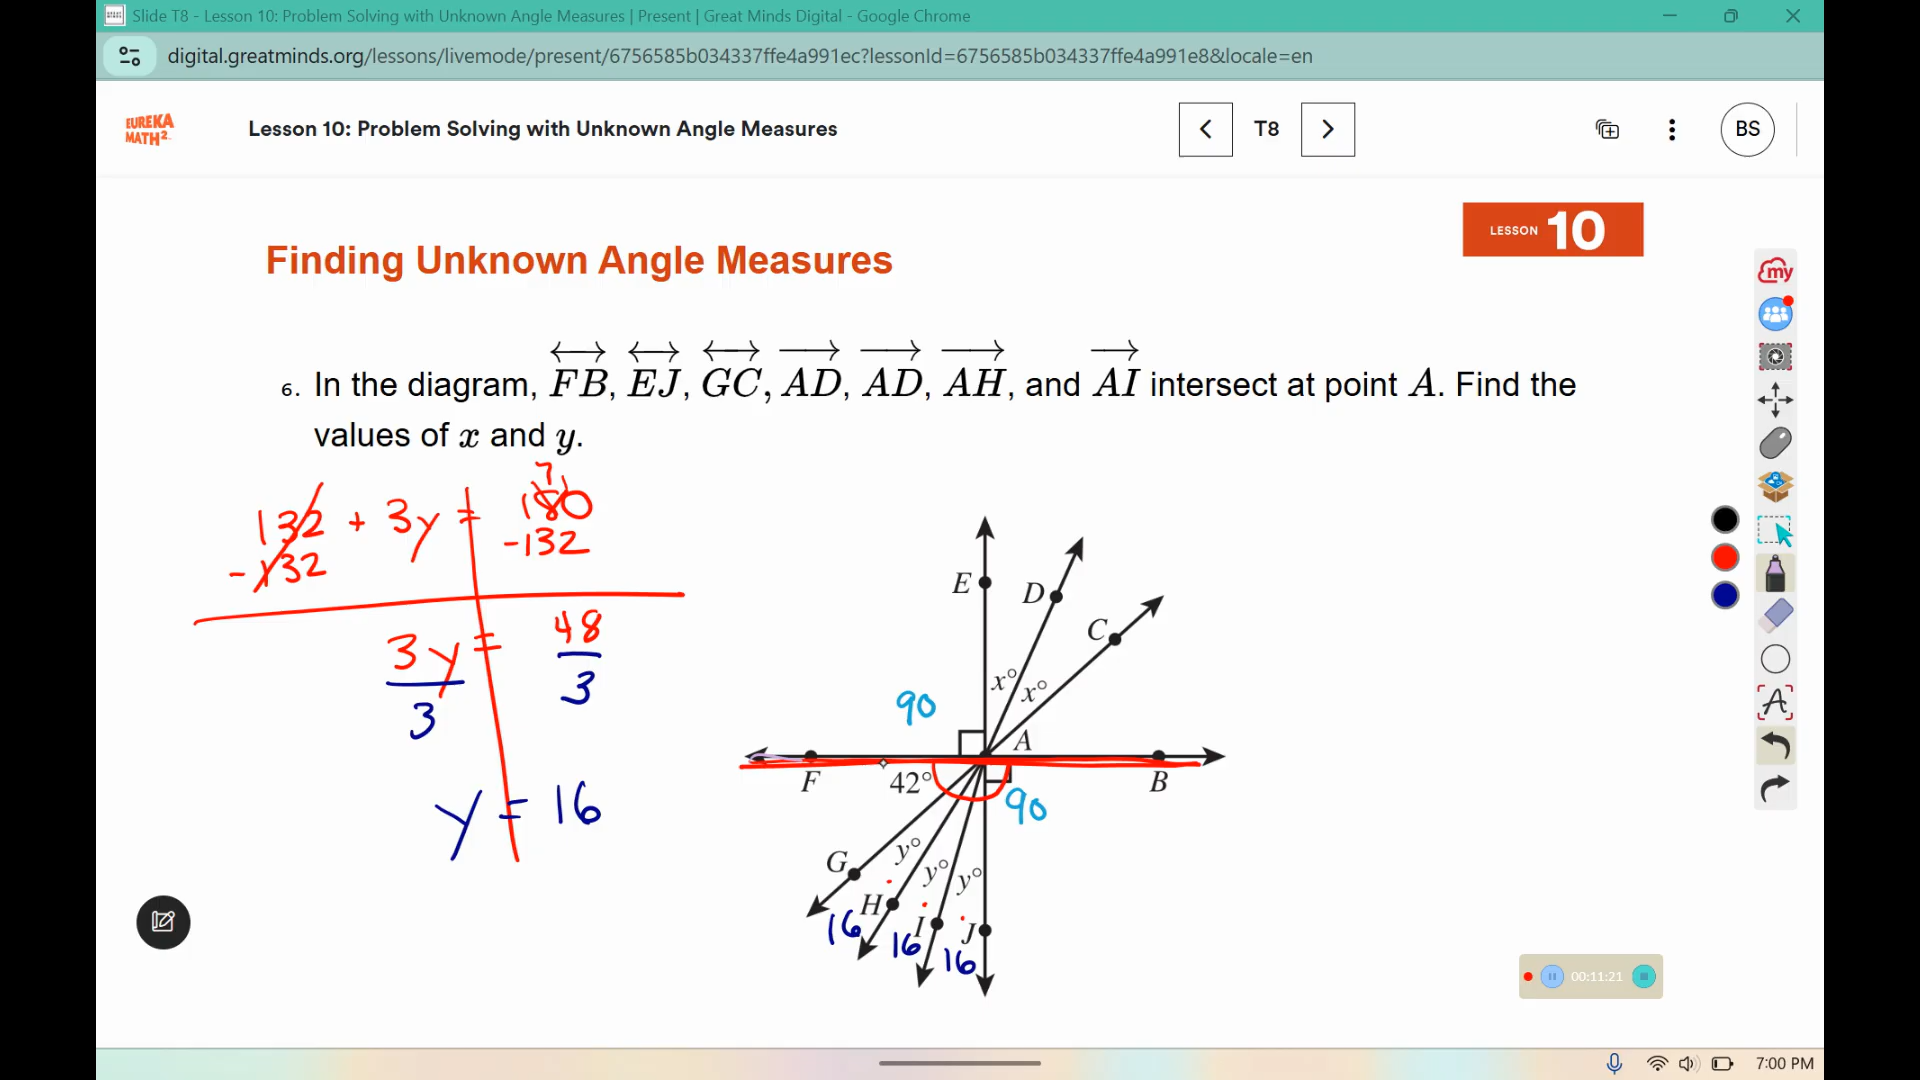 Slide T8 - Lesson 10: Problem Solving with Unknown Angle Measures | Present | Great Minds Digital - Google Chrome
digital.greatminds.org/lessons/livemode/present/6756585b034337ffe4a991ec?lessonId=6756585b034337ffe4a991e8&locale=en
EUREKA
MATH²
Lesson 10: Problem Solving with Unknown Angle Measures
T8
BS
LESSON 10
Finding Unknown Angle Measures
6. In the diagram, FB, EJ, GC, AD, AD, AH, and AI intersect at point A. Find the
values of x and y.
7
132 + 3y = 180
-132 -132
3y = 48
3 3
y = 16
E
D
C
x° x°
90
A
F
42°
B
90
G
y°
y°
y°
H
I
J
16
16
16
my
A
00:11:21
7:00 PM